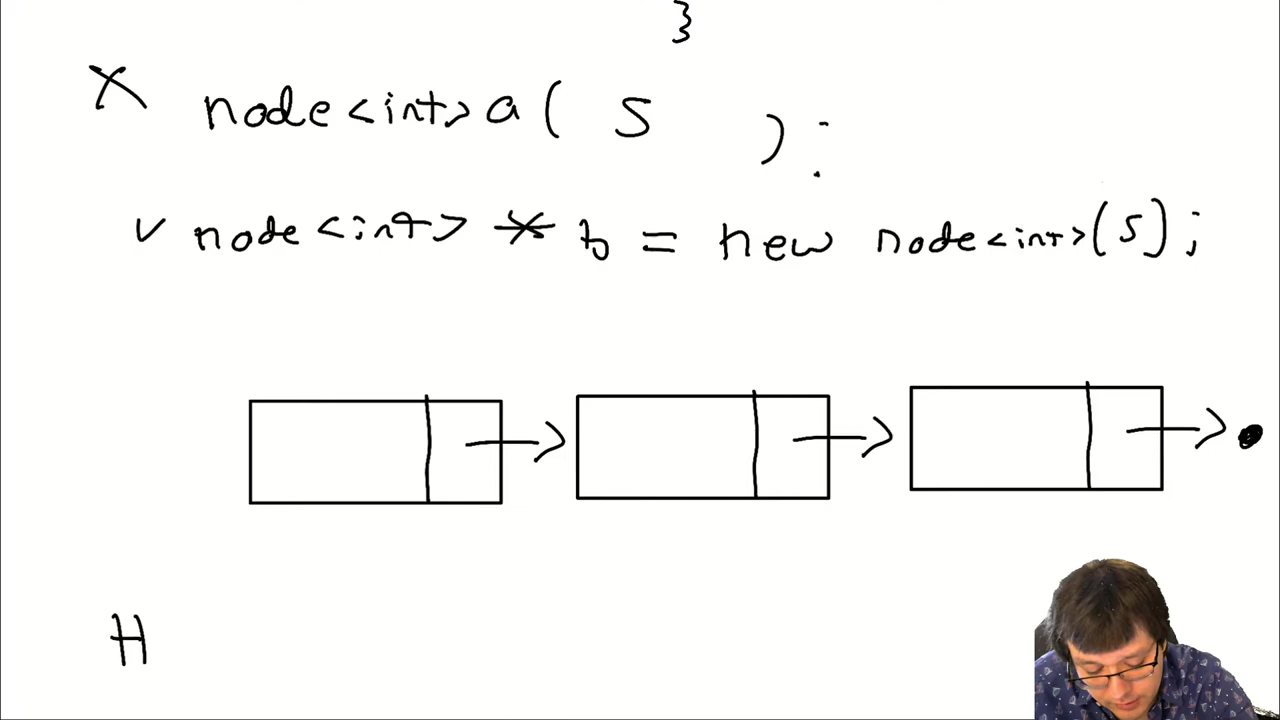 }
X node<int> a( 5 );
v node<int> * b = new node<int>(5);
H